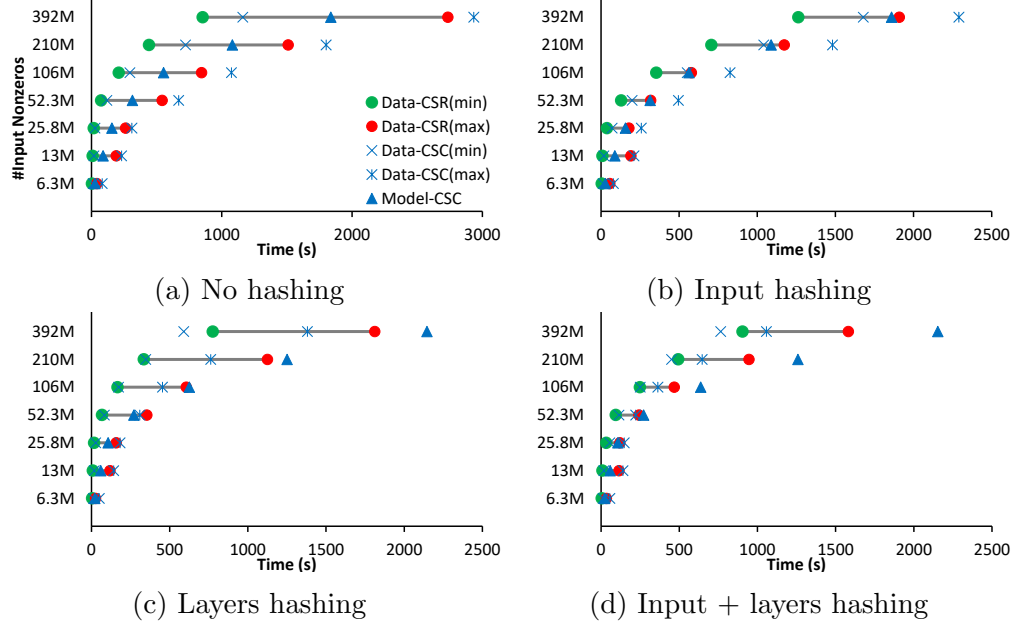 #Input Nonzeros
392M
210M
106M
52.3M
25.8M
13M
6.3M
Data-CSR(min)
Data-CSR(max)
Data-CSC(min)
Data-CSC(max)
Model-CSC
0 1000 2000 3000
Time (s)
(a) No hashing
392M
210M
106M
52.3M
25.8M
13M
6.3M
0 500 1000 1500 2000 2500
Time (s)
(b) Input hashing
392M
210M
106M
52.3M
25.8M
13M
6.3M
0 500 1000 1500 2000 2500
Time (s)
(c) Layers hashing
392M
210M
106M
52.3M
25.8M
13M
6.3M
0 500 1000 1500 2000 2500
Time (s)
(d) Input + layers hashing